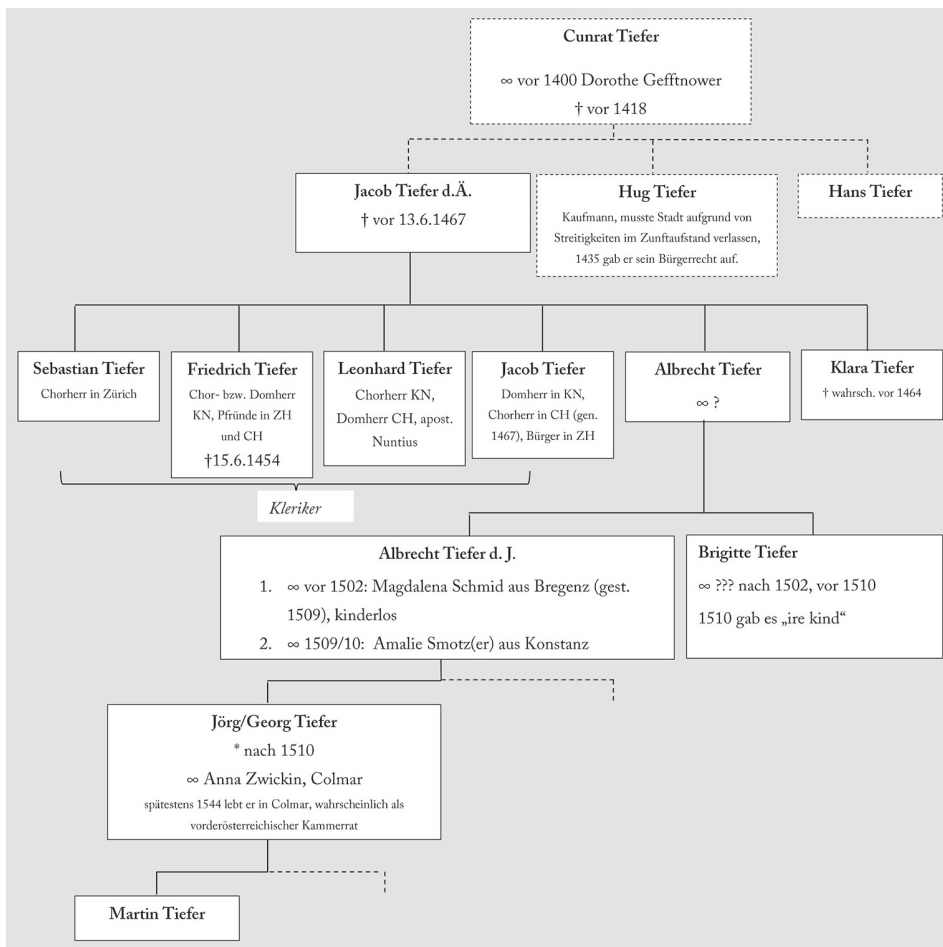 Cunrat Tiefer
∞ vor 1400 Dorothe Gefftnower
† vor 1418
Jacob Tiefer d.Ä.
† vor 13.6.1467
Hug Tiefer
Kaufmann, musste Stadt aufgrund von
Streitigkeiten im Zunftaufstand verlassen,
1435 gab er sein Bürgerrecht auf.
Hans Tiefer
Sebastian Tiefer
Chorherr in Zürich
Friedrich Tiefer
Chor- bzw. Domherr
KN, Pfründe in ZH
und CH
†15.6.1454
Leonhard Tiefer
Chorherr KN,
Domherr CH, apost.
Nuntius
Jacob Tiefer
Domherr in KN,
Chorherr in CH (gen.
1467), Bürger in ZH
Albrecht Tiefer
∞ ?
Klara Tiefer
† wahrsch. vor 1464
Kleriker
Albrecht Tiefer d. J.
1. ∞ vor 1502: Magdalena Schmid aus Bregenz (gest.
1509), kinderlos
2. ∞ 1509/10: Amalie Smotz(er) aus Konstanz
Brigitte Tiefer
∞ ??? nach 1502, vor 1510
1510 gab es „ire kind“
Jörg/Georg Tiefer
* nach 1510
∞ Anna Zwickin, Colmar
spätestens 1544 lebt er in Colmar, wahrscheinlich als
vorderösterreichischer Kammerrat
Martin Tiefer